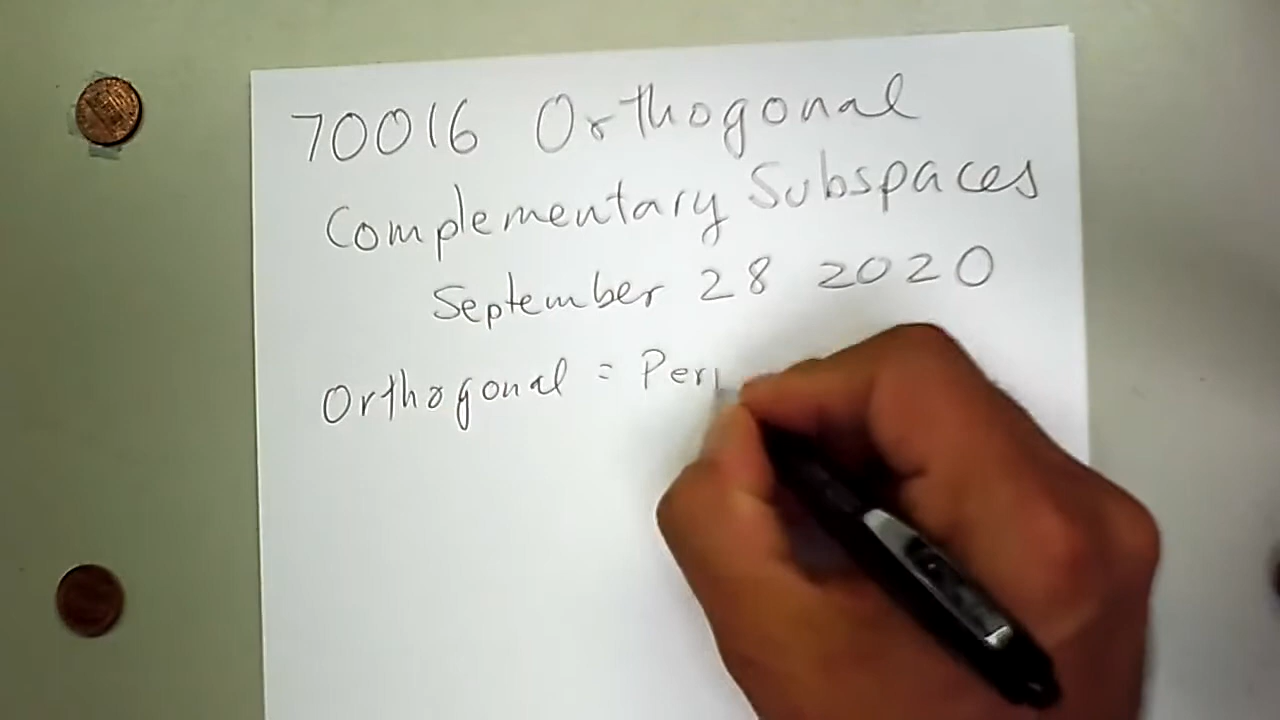 70016 Orthogonal
Complementary Subspaces
September 28 2020
Orthogonal = Per